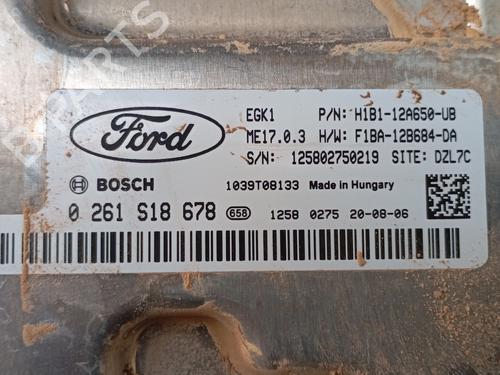 B-PARTS
Ford
EGK1 P/N: H1B1-12A650-UB
ME17.0.3 H/W: F1BA-12B684-DA
S/N: 125802750219 SITE: DZL7C
BOSCH 1039T08133 Made in Hungary
0 261 S18 678 658 1258 0275 20-08-06